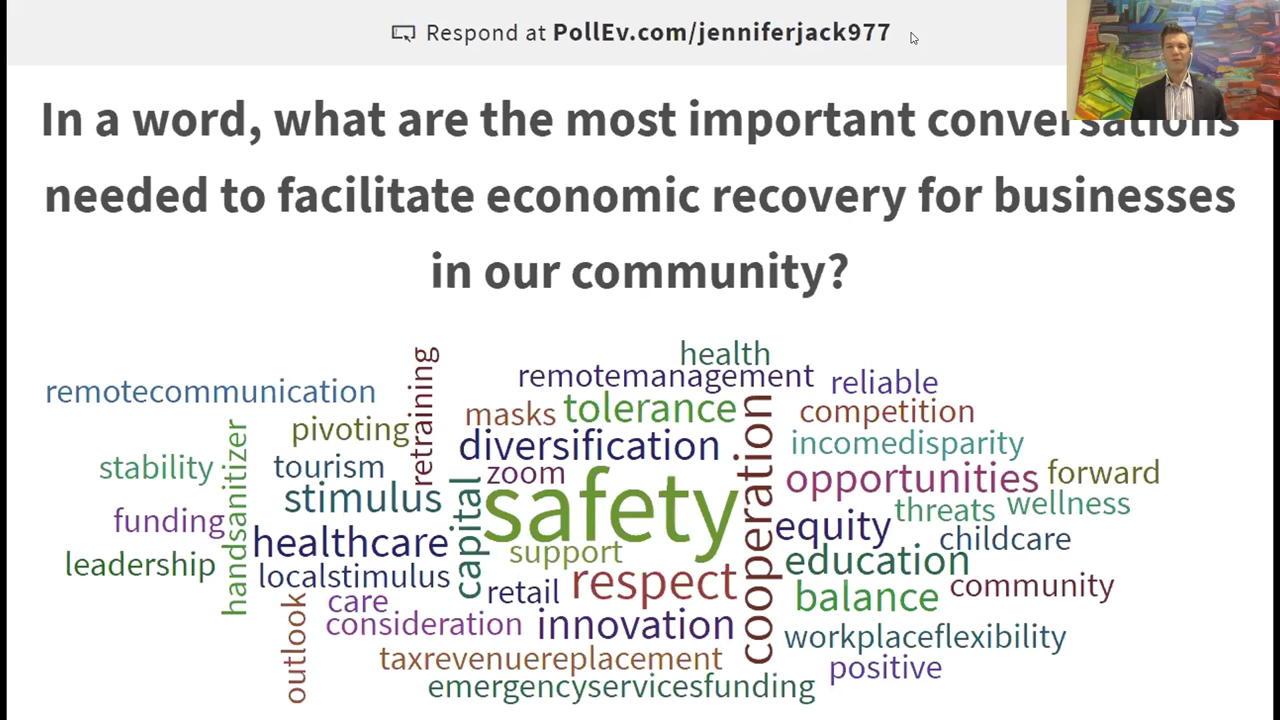 Respond at PollEv.com/jenniferjack977
In a word, what are the most important conversations
needed to facilitate economic recovery for businesses
in our community?
health
remotemanagement
reliable
remotecommunication
retraining
masks
tolerance
competition
pivoting
diversification
cooperation
incomedisparity
stability
handsanitizer
tourism
zoom
opportunities
forward
stimulus
capital
safety
threats
wellness
funding
healthcare
equity
childcare
leadership
localstimulus
support
education
retail
respect
community
care
balance
outlook
consideration
innovation
workplaceflexibility
taxrevenuereplacement
positive
emergencyservicesfunding